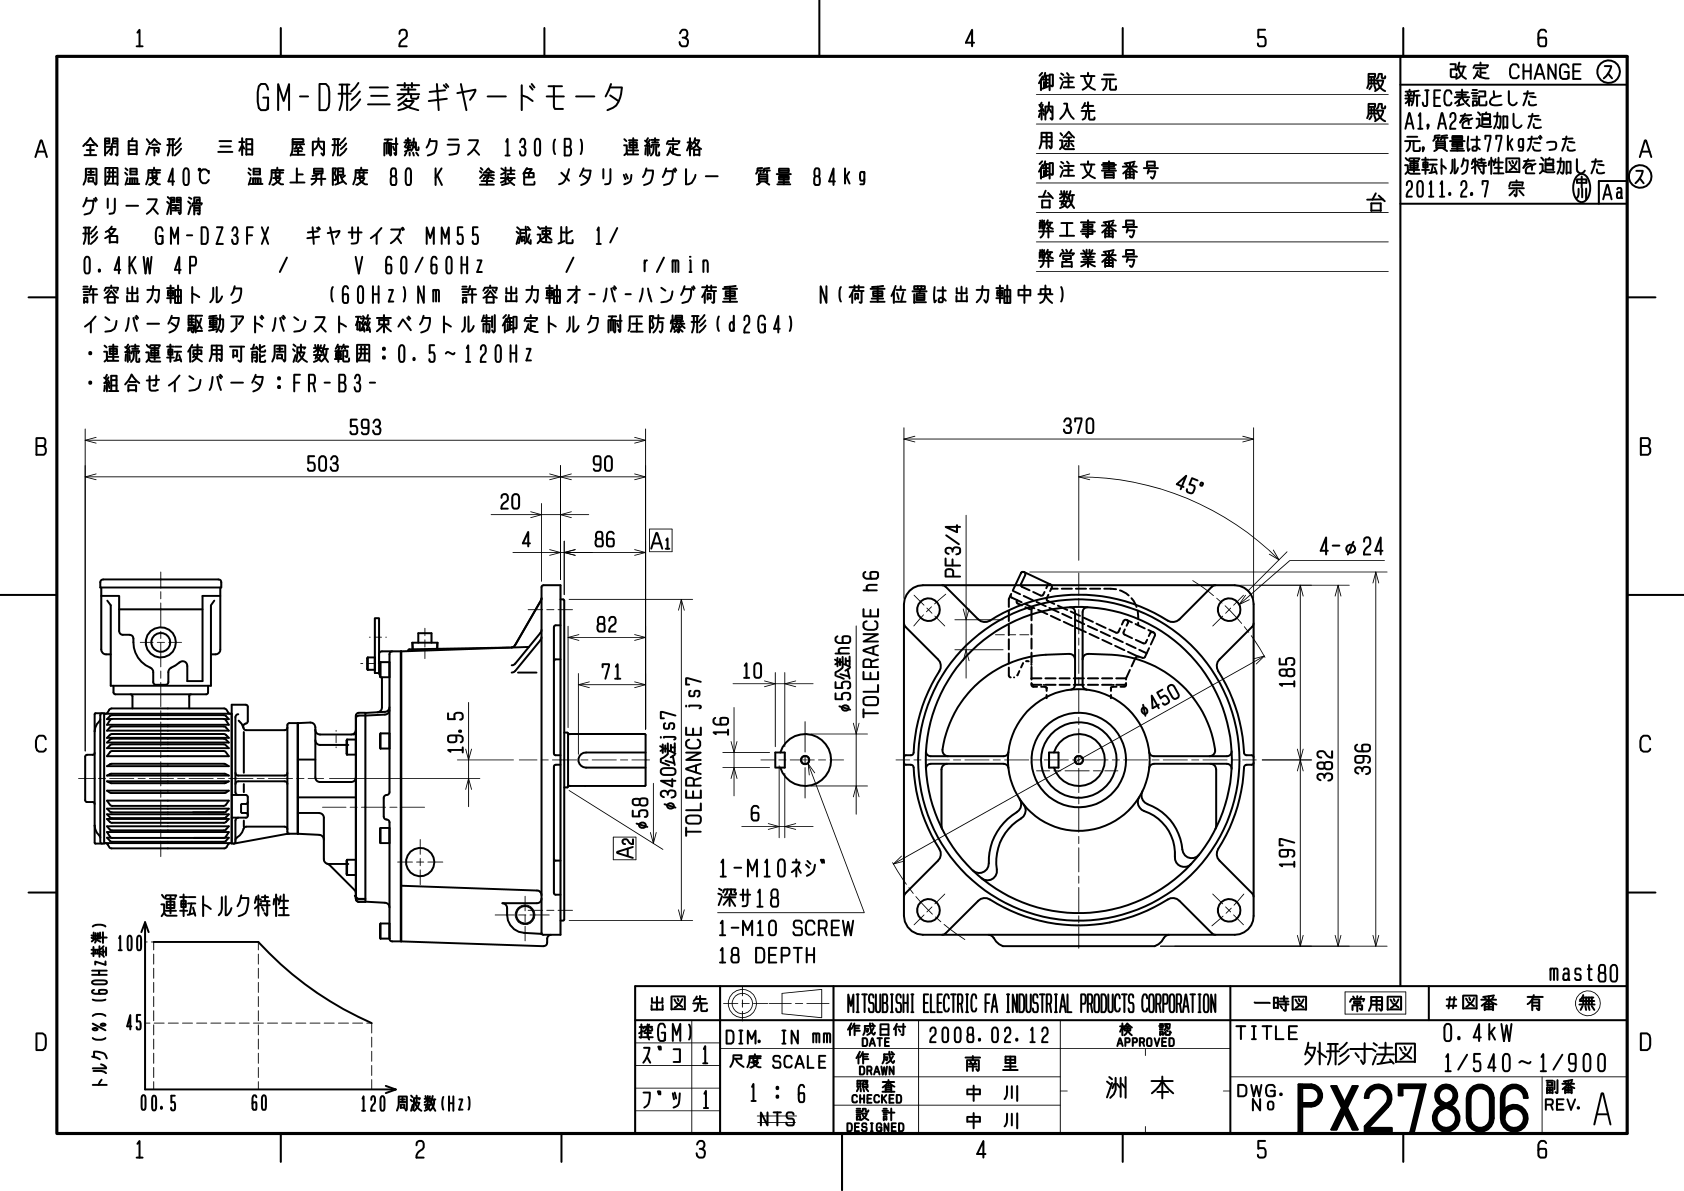 1 2 3 4 5 6
GM-D形三菱ギヤードモータ
全閉自冷形 三相 屋内形 耐熱クラス 130(B) 連続定格
周囲温度40℃ 温度上昇限度 80 K 塗装色 メタリックグレー 質量 84kg
グリース潤滑
形名 GM-DZ3FX ギヤサイズ MM55 減速比 1/
0.4KW 4P / V 60/60Hz / r/min
許容出力軸トルク (60Hz)Nm 許容出力軸オーバーハング荷重 N(荷重位置は出力軸中央)
インバータ駆動アドバンスト磁束ベクトル制御定トルク耐圧防爆形(d2G4)
・連続運転使用可能周波数範囲：0.5~120Hz
・組合せインバータ：FR-B3-
御注文元 殿
納入先 殿
用途
御注文書番号
台数 台
弊工事番号
弊営業番号
改定 CHANGE ス
新JEC表記とした
A1,A2を追加した
元,質量は77kgだった
運転トルク特性図を追加した
2011.2.7 宗 Aa
ス
A
B
C
D
A
B
C
D
593
503 90
20
4 86 A1
82
71
19.5
φ58
A2
φ340公差js7
TOLERANCE js7
10
16
6
φ55公差h6
TOLERANCE h6
1-M10ネジ
深サ18
1-M10 SCREW
18 DEPTH
370
45°
4-φ24
PF3/4
φ450
185
197
382
396
運転トルク特性
トルク(%)(60Hz基準)
100
45
0 0.5 60 120 周波数(Hz)
mast80
出図先
GM)
ズコ 1
ブツ 1
DIM. IN mm
尺度 SCALE
1 : 6
NTS
MITSUBISHI ELECTRIC FA INDUSTRIAL PRODUCTS CORPORATION
作成日付 DATE 2008.02.12
作成 DRAWN 南里
照査 CHECKED 中川
設計 DESIGNED 中川
検認 APPROVED
洲本
一時図 常用図 #図番 有 無
TITLE 外形寸法図
0.4kW
1/540~1/900
DWG. No PX27806
副番 REV. A
1 2 3 4 5 6